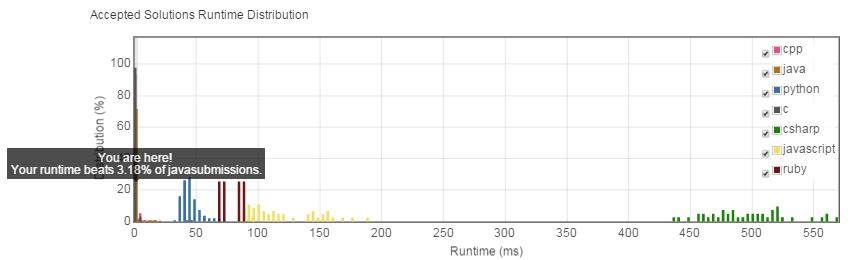 Accepted Solutions Runtime Distribution
100
80
60
40
20
0
0
50
100
150
200
250
300
350
400
450
500
550
Runtime (ms)
cpp
java
python
c
csharp
javascript
ruby
You are here!
Your runtime beats 3.18% of javasubmissions.